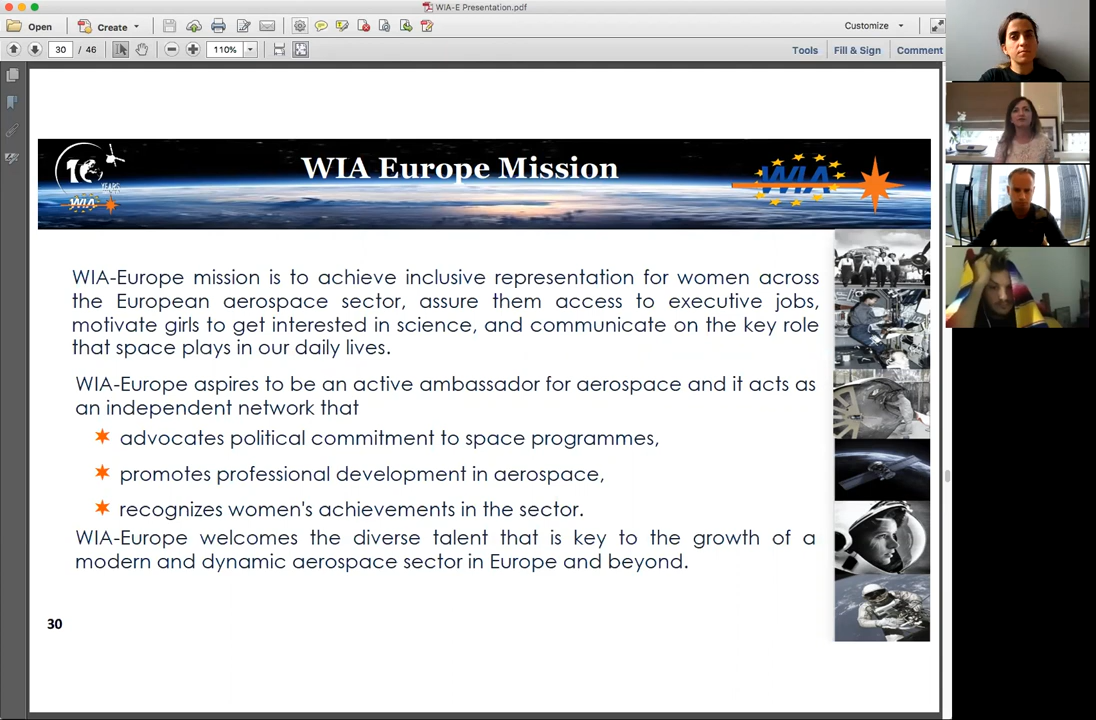 WIA-E Presentation.pdf
Open
Create
Customize
30 / 46
110%
Tools
Fill & Sign
Comment
YEARS
WIA
WIA Europe Mission
WIA
WIA-Europe mission is to achieve inclusive representation for women across
the European aerospace sector, assure them access to executive jobs,
motivate girls to get interested in science, and communicate on the key role
that space plays in our daily lives.
WIA-Europe aspires to be an active ambassador for aerospace and it acts as
an independent network that
advocates political commitment to space programmes,
promotes professional development in aerospace,
recognizes women's achievements in the sector.
WIA-Europe welcomes the diverse talent that is key to the growth of a
modern and dynamic aerospace sector in Europe and beyond.
30